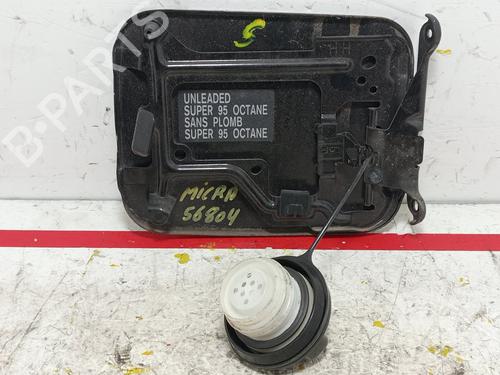 S
B-PARTS
UNLEADED
SUPER 95 OCTANE
SANS PLOMB
SUPER 95 OCTANE
MICRA
56804